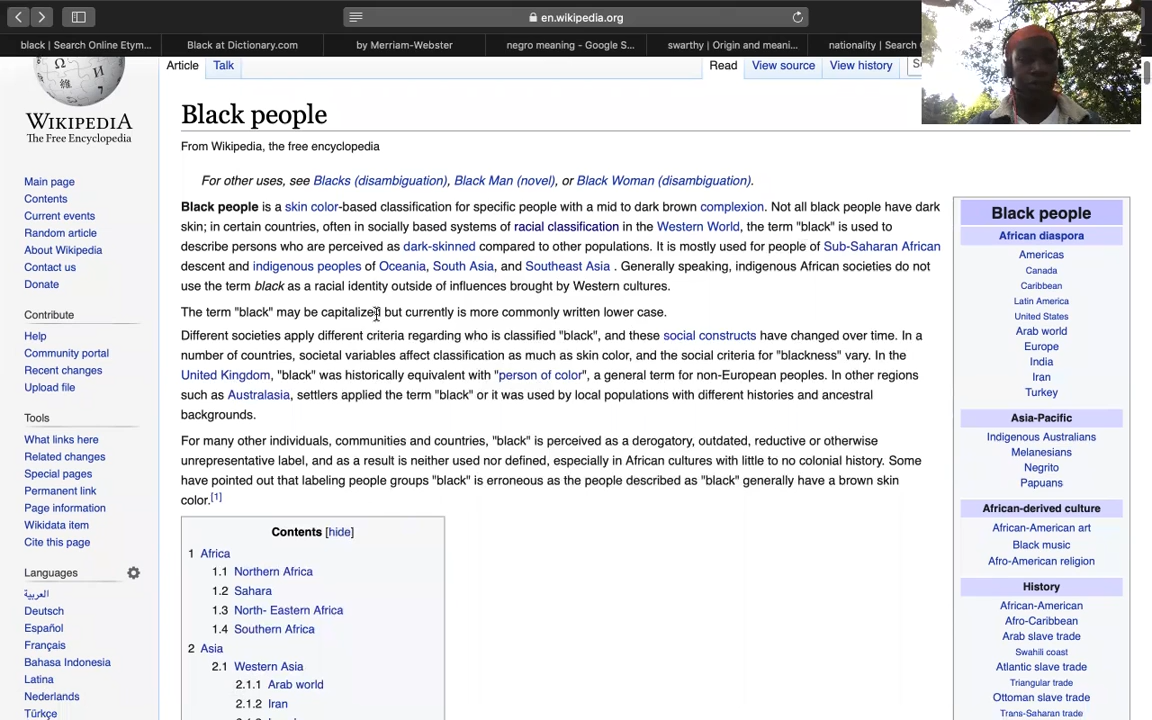 en.wikipedia.org
black | Search Online Etym... Black at Dictionary.com by Merriam-Webster negro meaning - Google S... swarthy | Origin and meani... nationality | Search
WIKIPEDIA
The Free Encyclopedia
Main page
Contents
Current events
Random article
About Wikipedia
Contact us
Donate
Contribute
Help
Community portal
Recent changes
Upload file
Tools
What links here
Related changes
Special pages
Permanent link
Page information
Wikidata item
Cite this page
Languages
العربية
Deutsch
Español
Français
Bahasa Indonesia
Latina
Nederlands
Türkçe
Article Talk Read View source View history
Black people
From Wikipedia, the free encyclopedia
For other uses, see Blacks (disambiguation), Black Man (novel), or Black Woman (disambiguation).
Black people is a skin color-based classification for specific people with a mid to dark brown complexion. Not all black people have dark
skin; in certain countries, often in socially based systems of racial classification in the Western World, the term "black" is used to
describe persons who are perceived as dark-skinned compared to other populations. It is mostly used for people of Sub-Saharan African
descent and indigenous peoples of Oceania, South Asia, and Southeast Asia . Generally speaking, indigenous African societies do not
use the term black as a racial identity outside of influences brought by Western cultures.
The term "black" may be capitalized but currently is more commonly written lower case.
Different societies apply different criteria regarding who is classified "black", and these social constructs have changed over time. In a
number of countries, societal variables affect classification as much as skin color, and the social criteria for "blackness" vary. In the
United Kingdom, "black" was historically equivalent with "person of color", a general term for non-European peoples. In other regions
such as Australasia, settlers applied the term "black" or it was used by local populations with different histories and ancestral
backgrounds.
For many other individuals, communities and countries, "black" is perceived as a derogatory, outdated, reductive or otherwise
unrepresentative label, and as a result is neither used nor defined, especially in African cultures with little to no colonial history. Some
have pointed out that labeling people groups "black" is erroneous as the people described as "black" generally have a brown skin
color.[1]
Contents [hide]
1 Africa
1.1 Northern Africa
1.2 Sahara
1.3 North- Eastern Africa
1.4 Southern Africa
2 Asia
2.1 Western Asia
2.1.1 Arab world
2.1.2 Iran
Black people
African diaspora
Americas
Canada
Caribbean
Latin America
United States
Arab world
Europe
India
Iran
Turkey
Asia-Pacific
Indigenous Australians
Melanesians
Negrito
Papuans
African-derived culture
African-American art
Black music
Afro-American religion
History
African-American
Afro-Caribbean
Arab slave trade
Swahili coast
Atlantic slave trade
Triangular trade
Ottoman slave trade
Trans-Saharan trade